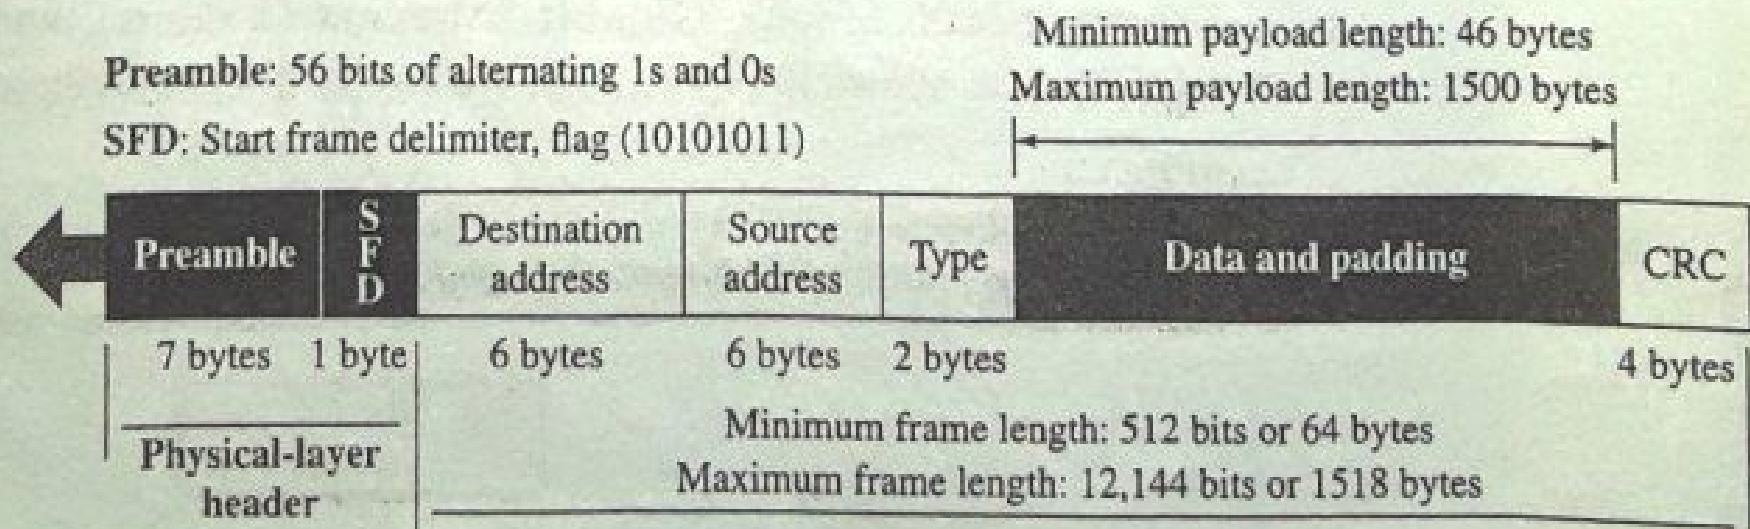 Minimum payload length: 46 bytes
Preamble: 56 bits of alternating 1s and 0s
Maximum payload length: 1500 bytes
SFD: Start frame delimiter, flag (10101011)
Preamble
S
F
D
Destination
address
Source
address
Type
Data and padding
CRC
7 bytes
1 byte
6 bytes
6 bytes
2 bytes
4 bytes
Physical-layer
header
Minimum frame length: 512 bits or 64 bytes
Maximum frame length: 12,144 bits or 1518 bytes